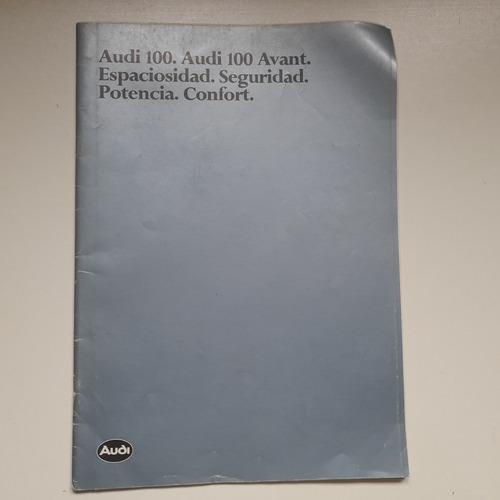 Audi 100. Audi 100 Avant.
Espaciosidad. Seguridad.
Potencia. Confort.
Audi